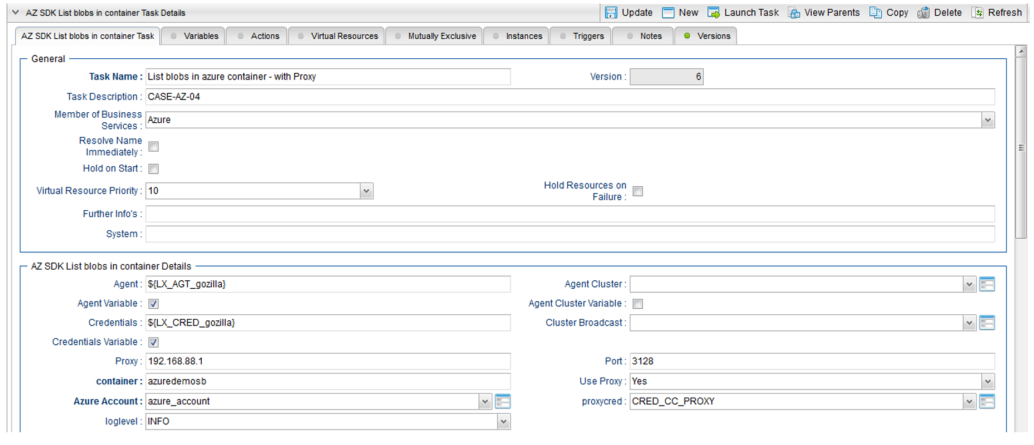 AZ SDK List blobs in container Task Details Update New Launch Task View Parents Copy Delete Refresh
AZ SDK List blobs in container Task Variables Actions Virtual Resources Mutually Exclusive Instances Triggers Notes Versions
General
Task Name : List blobs in azure container - with Proxy Version : 6
Task Description : CASE-AZ-04
Member of Business
Services : Azure
Resolve Name
Immediately :
Hold on Start :
Virtual Resource Priority : 10 Hold Resources on
Failure :
Further Info's :
System :
AZ SDK List blobs in container Details
Agent : ${LX_AGT_gozilla} Agent Cluster :
Agent Variable : Agent Cluster Variable :
Credentials : ${LX_CRED_gozilla} Cluster Broadcast :
Credentials Variable :
Proxy : 192.168.88.1 Port : 3128
container : azuredemosb Use Proxy : Yes
Azure Account : azure_account proxycred : CRED_CC_PROXY
loglevel : INFO